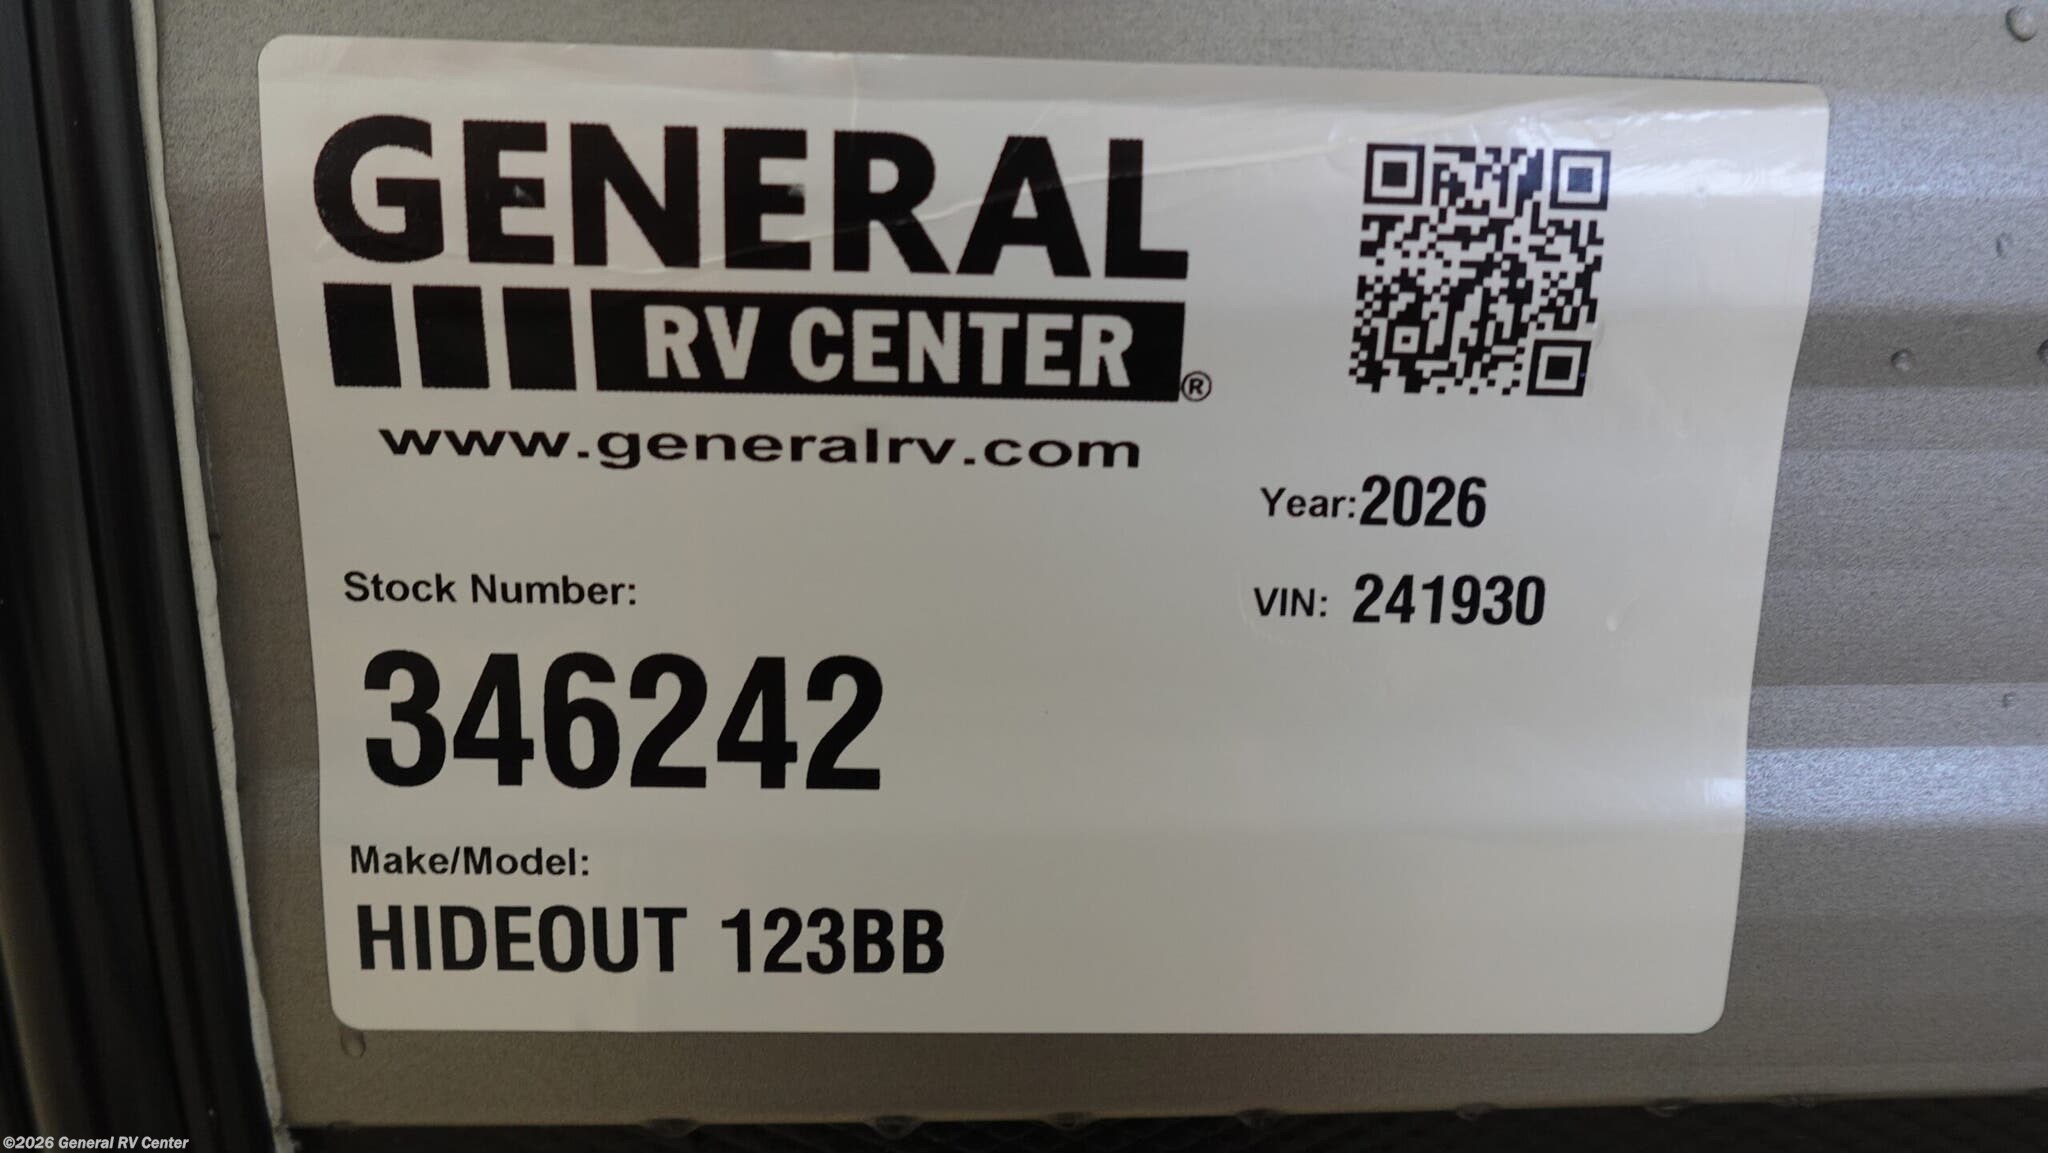 GENERAL
RV CENTER®
www.generalrv.com
Year:2026
Stock Number:
VIN: 241930
346242
Make/Model:
HIDEOUT 123BB
©2026 General RV Center